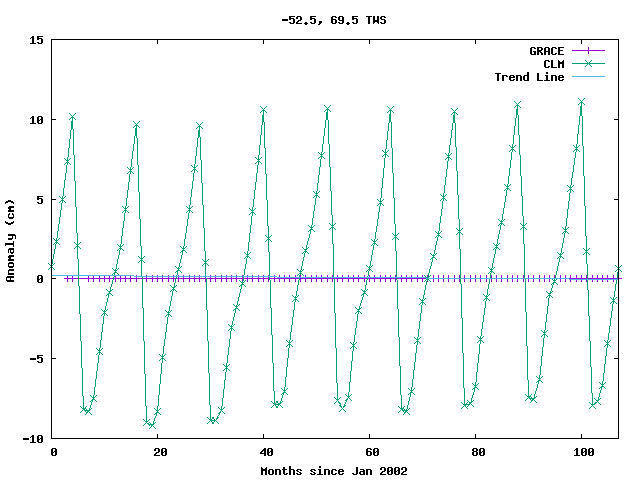 -52.5, 69.5 TWS
GRACE
CLM
Trend Line
15
10
5
0
-5
-10
Anomaly (cm)
0 20 40 60 80 100
Months since Jan 2002